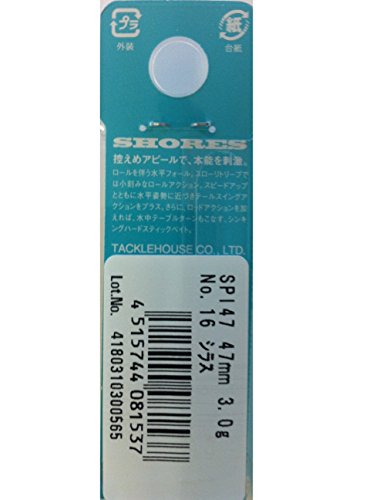 プラ
外装
紙
台紙
SHORES
控えめアピールで、本能を刺激。
ロールを伴う水平フォール。スローリトリーブで
は小刻みなロールアクション。スピードアップ
とともに水平姿勢に近づきテールスイングア
クションをプラス。さらに、ロッドアクションを加
えれば、水中テーブルターンもこなす、シンキ
ングハードスティックベイト。
TACKLEHOUSE CO., LTD.
SPI47 47mm 3.0g
No. 16 シラス
4 515744 081537
Lot.No. 4180310300565